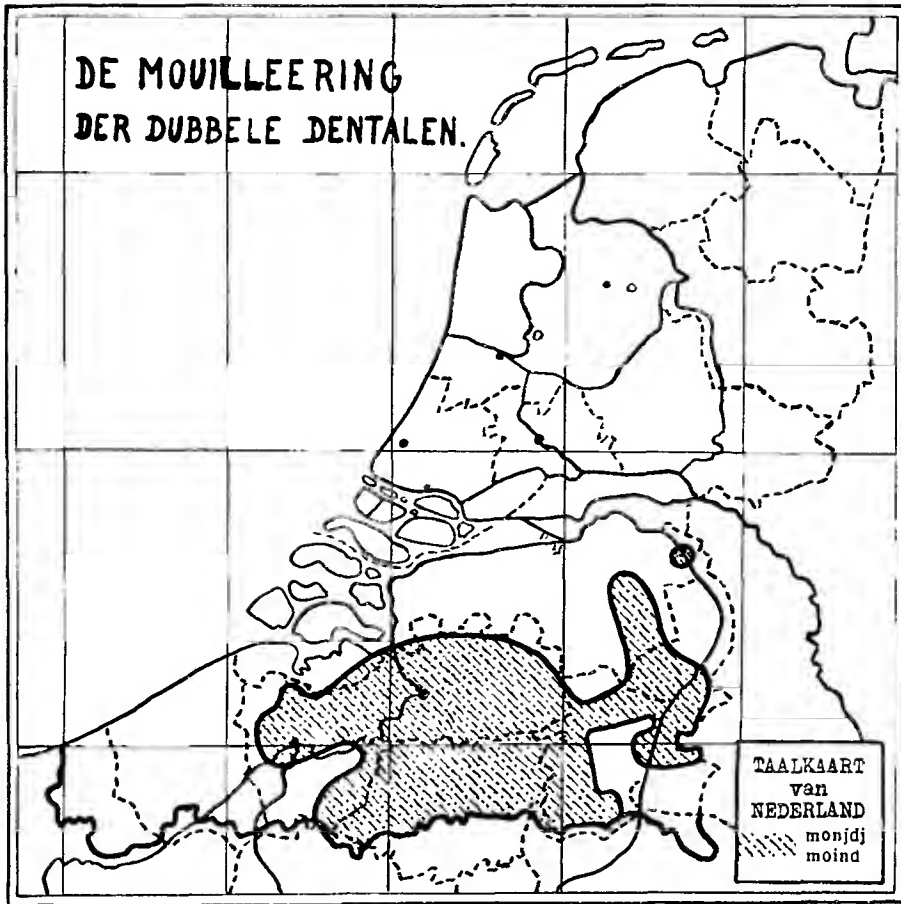 DE MOUILLEERING
DER DUBBELE DENTALEN.
TAALKAART
van
NEDERLAND
monjdj
moind